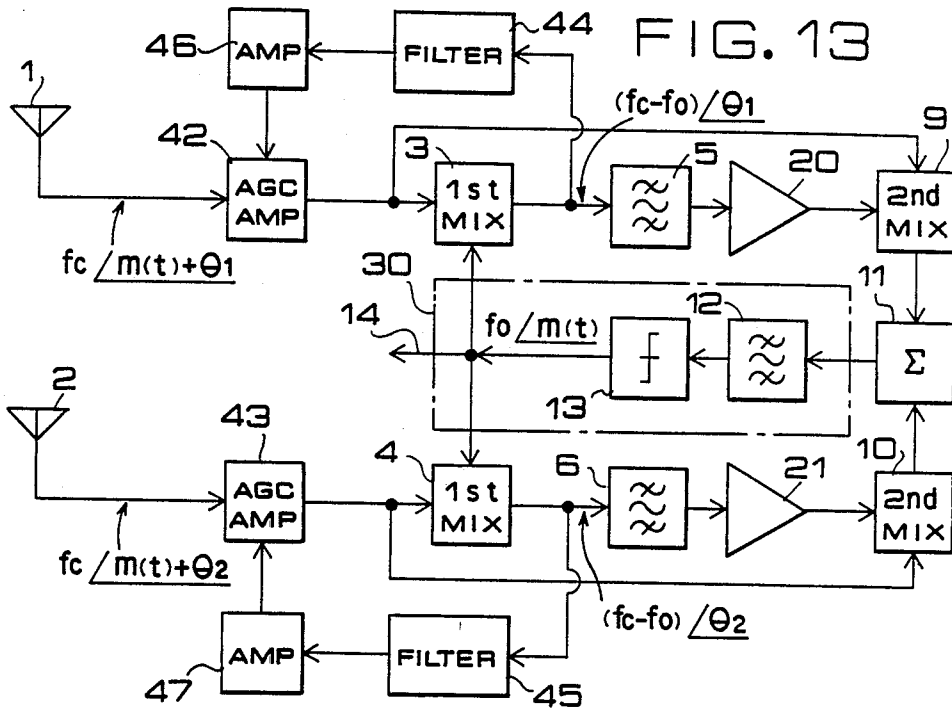 FIG. 13
46
AMP
FILTER
44
1
42
AGC
AMP
fc /m(t)+θ1
3
1st
MIX
(fc-fo) /θ1
5
20
9
2nd
MIX
30
14
fo /m(t)
13
12
11
Σ
2
43
AGC
AMP
fc /m(t)+θ2
4
1st
MIX
6
21
10
2nd
MIX
(fc-fo) /θ2
47
AMP
FILTER
45